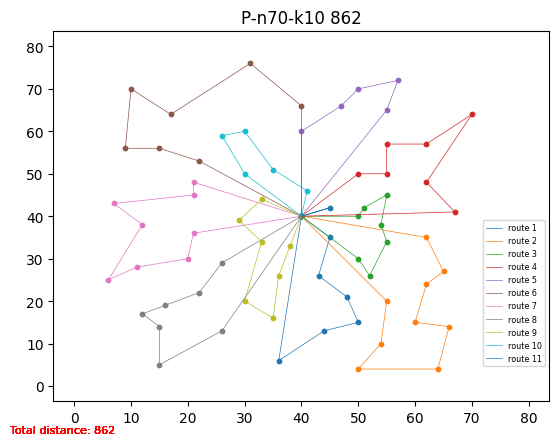 P-n70-k10 862
80
70
60
50
40
30
20
10
0
0 10 20 30 40 50 60 70 80
route 1
route 2
route 3
route 4
route 5
route 6
route 7
route 8
route 9
route 10
route 11
Total distance: 862